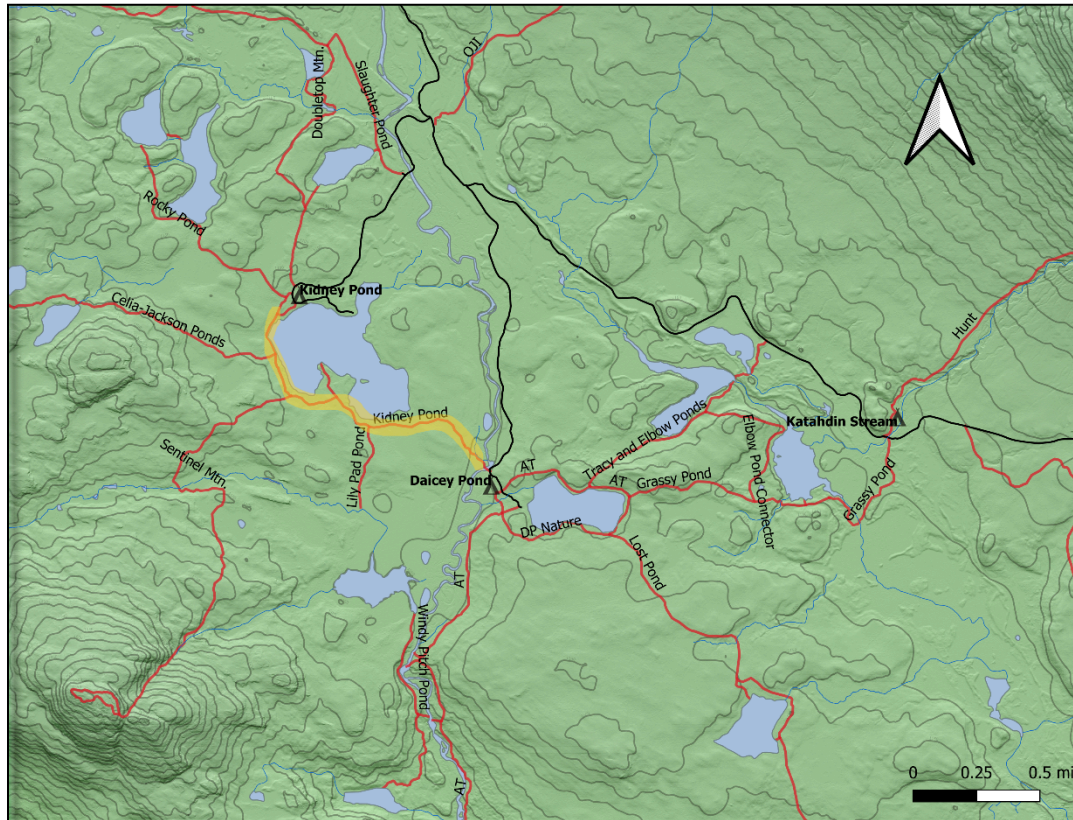 OJI
Doubletop Mtn.
Slaughter Pond
Rocky Pond
Kidney Pond
Celia-Jackson Ponds
Hunt
Kidney Pond
Tracy and Elbow Ponds
Katahdin Stream
Elbow Pond Connector
Lily Pad Pond
Sentinel Mtn.
AT
Daicey Pond
AT
Grassy Pond
Grassy Pond
DP Nature
Lost Pond
AT
Windy Pitch Pond
AT
0 0.25 0.5 mi